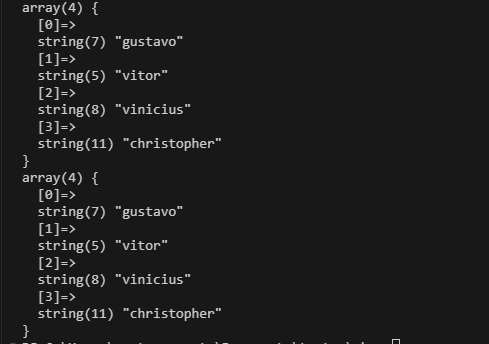 array(4) {
  [0]=>
  string(7) "gustavo"
  [1]=>
  string(5) "vitor"
  [2]=>
  string(8) "vinicius"
  [3]=>
  string(11) "christopher"
}
array(4) {
  [0]=>
  string(7) "gustavo"
  [1]=>
  string(5) "vitor"
  [2]=>
  string(8) "vinicius"
  [3]=>
  string(11) "christopher"
}